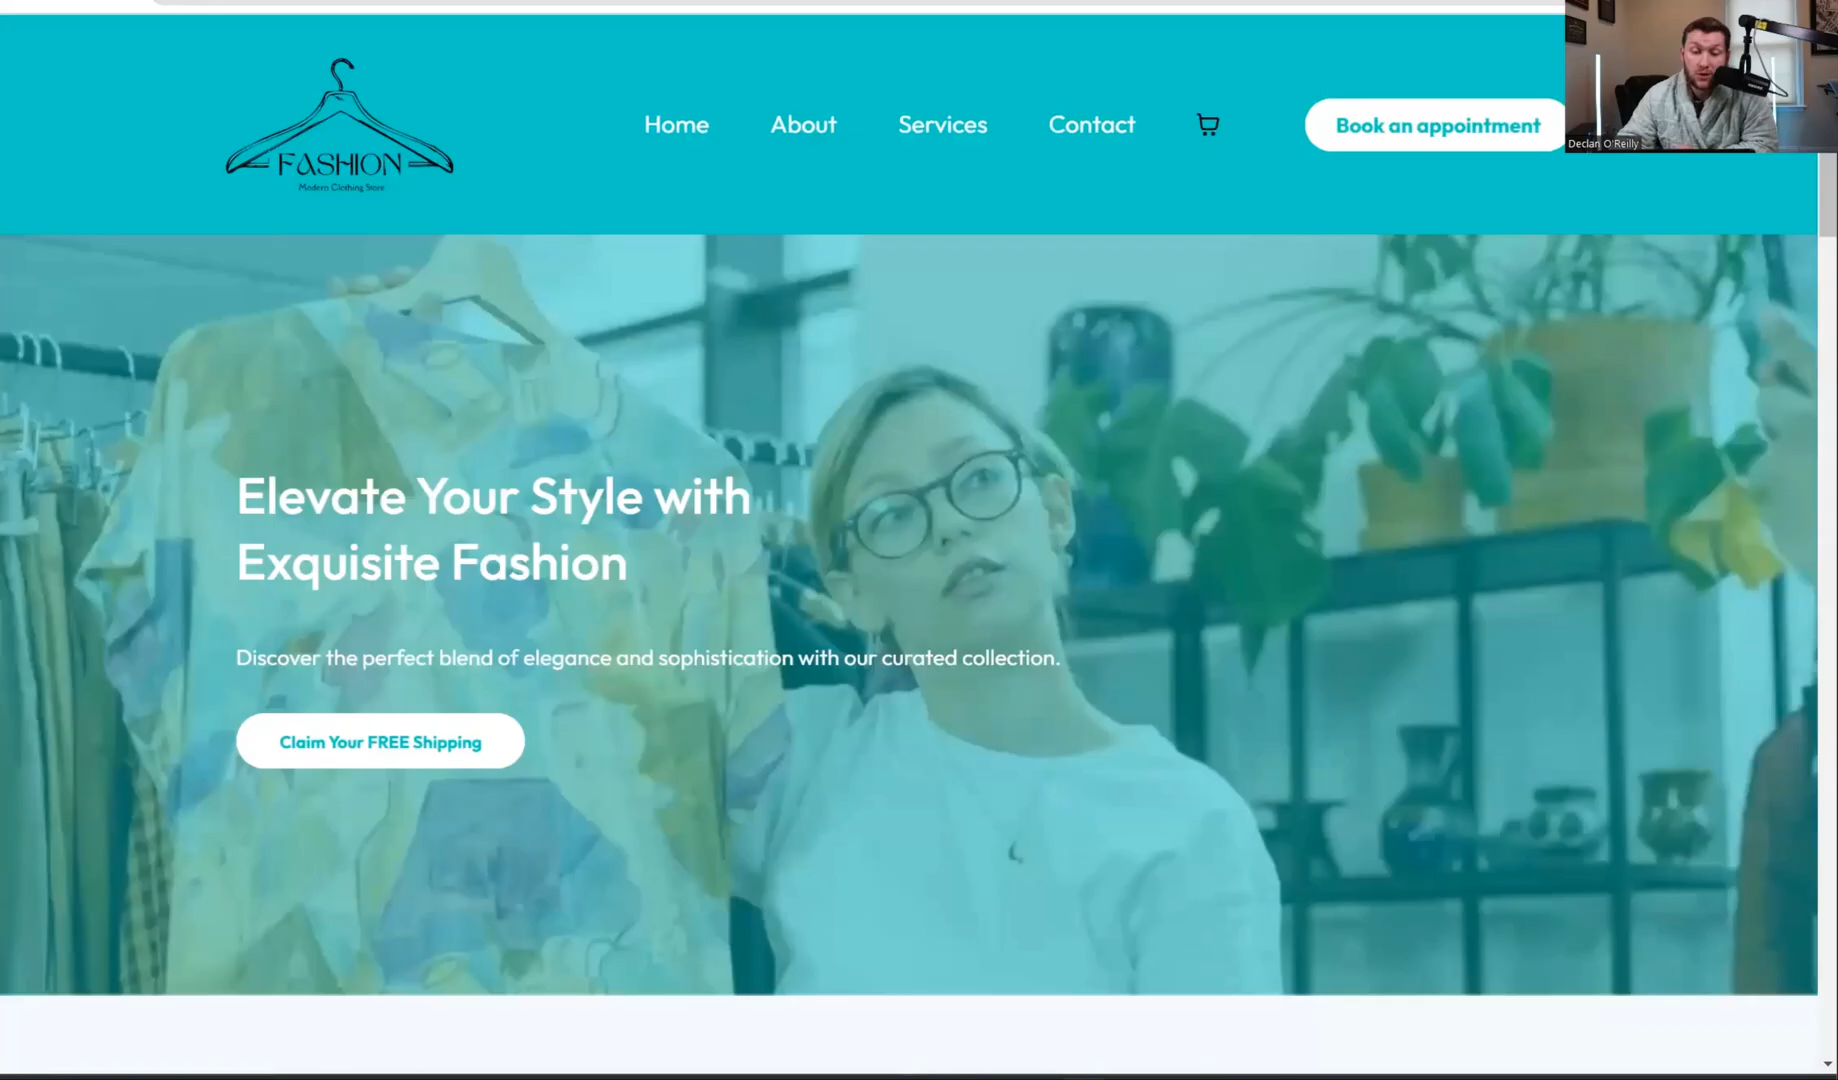 FASHION
Modern Clothing Store
Home
About
Services
Contact
Book an appointment
Declan O'Reilly
Elevate Your Style with
Exquisite Fashion
Discover the perfect blend of elegance and sophistication with our curated collection.
Claim Your FREE Shipping